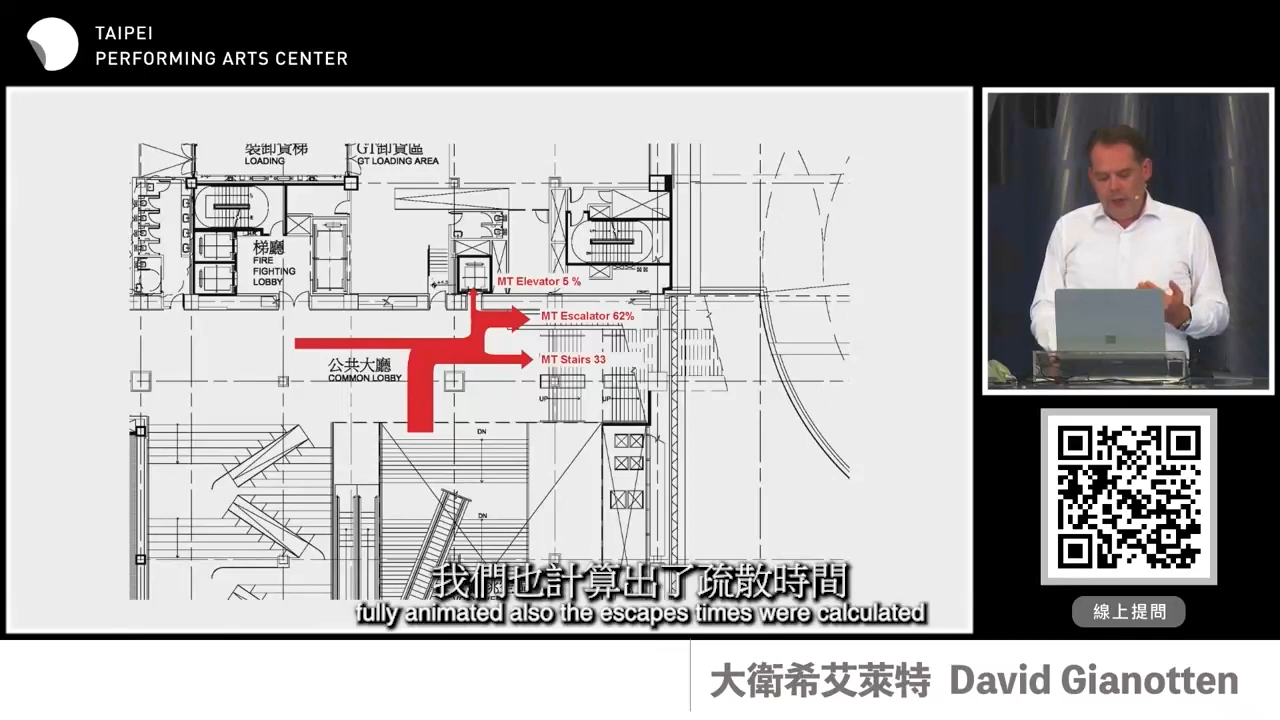 TAIPEI
PERFORMING ARTS CENTER
裝卸貨梯
LOADING
GT卸貨區
GT LOADING AREA
梯廳
FIRE
FIGHTING
LOBBY
MT Elevator 5 %
MT Escalator 62%
MT Stairs 33
公共大廳
COMMON LOBBY
UP
UP
DN
DN
我們也計算出了疏散時間
fully animated also the escapes times were calculated
線上提問
大衛希艾萊特 David Gianotten